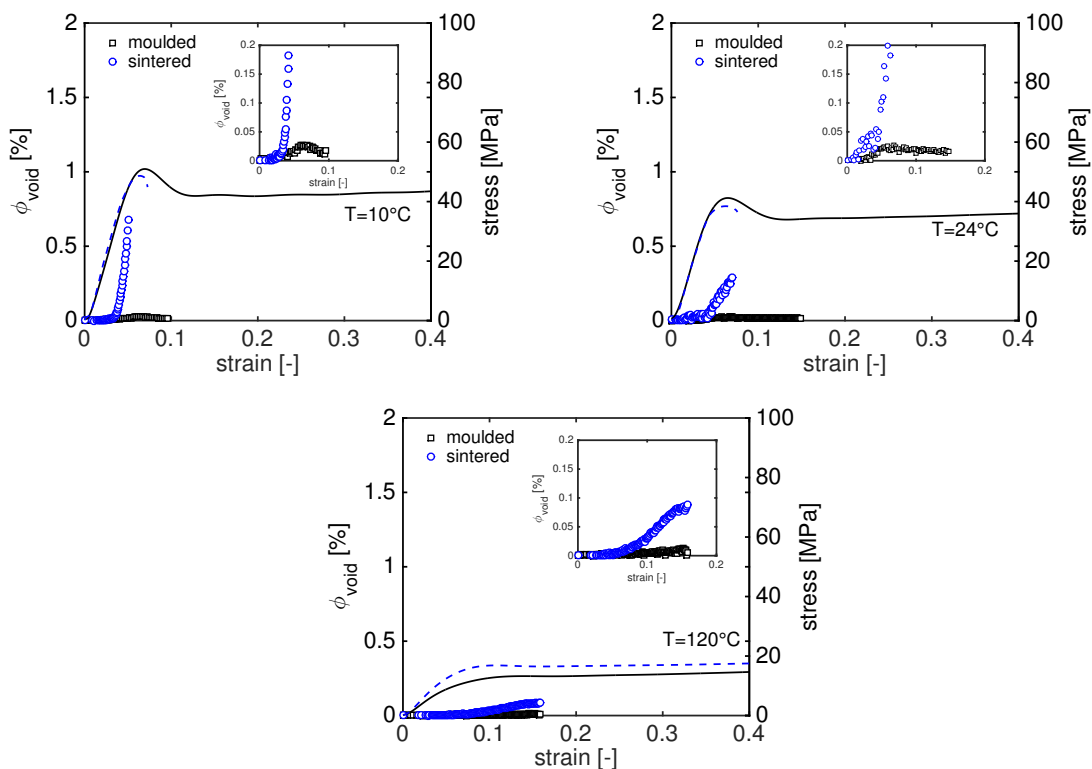 2
1.5
1
0.5
0
ϕvoid [%]
100
80
60
40
20
0
stress [MPa]
moulded
sintered
0.2
0.15
0.1
0.05
0
ϕvoid [%]
0 0.1 0.2
strain [-]
T=10°C
0 0.1 0.2 0.3 0.4
strain [-]
2
1.5
1
0.5
0
ϕvoid [%]
100
80
60
40
20
0
stress [MPa]
moulded
sintered
0.2
0.15
0.1
0.05
0
ϕvoid [%]
0 0.1 0.2
strain [-]
T=24°C
0 0.1 0.2 0.3 0.4
strain [-]
2
1.5
1
0.5
0
ϕvoid [%]
100
80
60
40
20
0
stress [MPa]
moulded
sintered
0.2
0.15
0.1
0.05
0
ϕvoid [%]
0 0.1 0.2
strain [-]
T=120°C
0 0.1 0.2 0.3 0.4
strain [-]